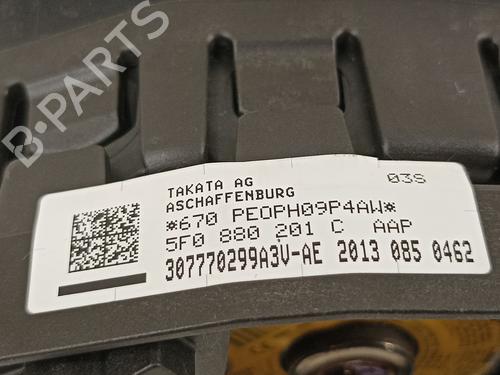 B-PARTS
TAKATA AG
ASCHAFFENBURG
03S
*670 PEOPH09P4AW*
5F0 880 201 C AAP
307770299A3V-AE 2013 085 0462